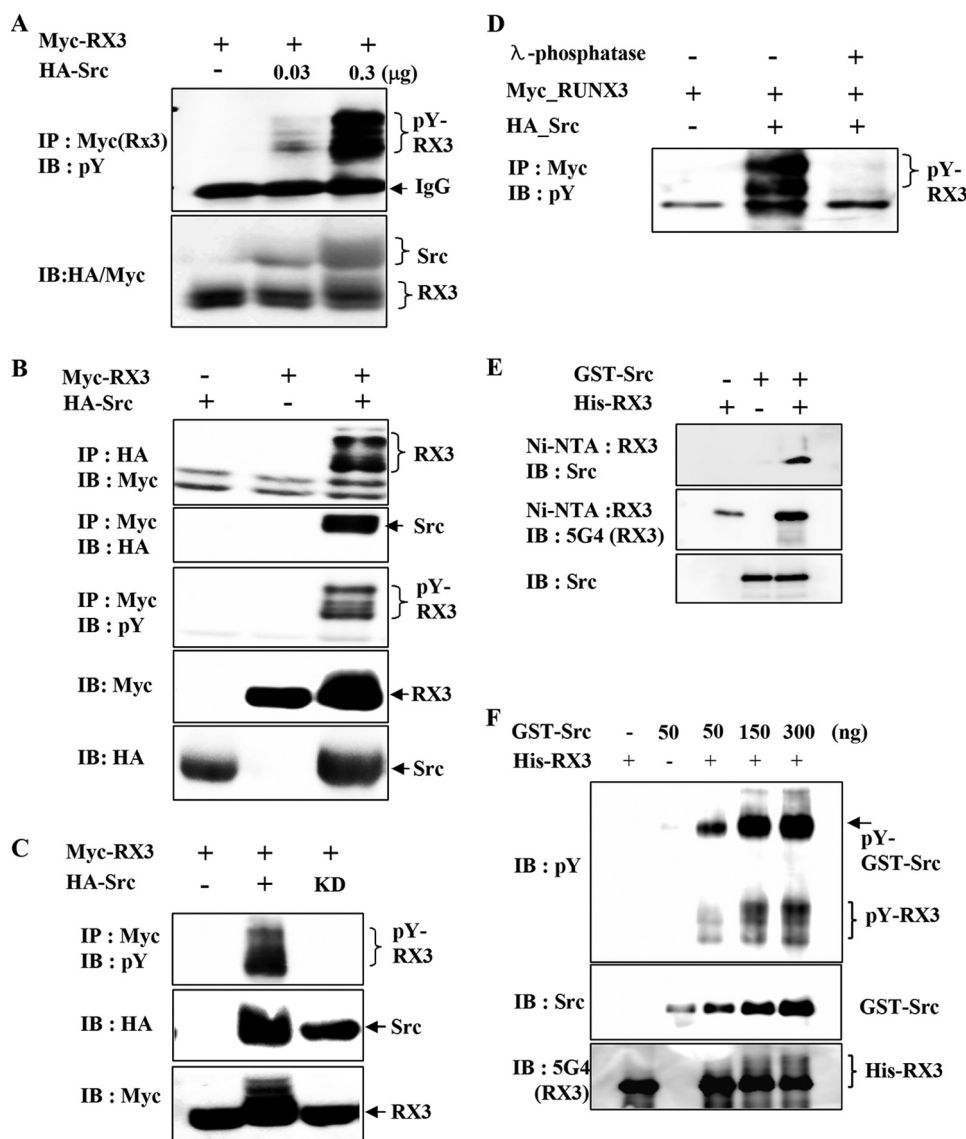 A
Myc-RX3 + + +
HA-Src - 0.03 0.3 (μg)
IP : Myc(Rx3)
IB : pY
pY-
RX3
IgG
IB:HA/Myc
Src
RX3
B
Myc-RX3 - + +
HA-Src + - +
IP : HA
IB : Myc
RX3
IP : Myc
IB : HA
Src
IP : Myc
IB : pY
pY-
RX3
IB: Myc
RX3
IB: HA
Src
C
Myc-RX3 + + +
HA-Src - + KD
IP : Myc
IB : pY
pY-
RX3
IB : HA
Src
IB : Myc
RX3
D
λ-phosphatase - - +
Myc_RUNX3 + + +
HA_Src - + +
IP : Myc
IB : pY
pY-
RX3
E
GST-Src - + +
His-RX3 + - +
Ni-NTA : RX3
IB : Src
Ni-NTA :RX3
IB : 5G4 (RX3)
IB : Src
F
GST-Src - 50 50 150 300 (ng)
His-RX3 + - + + +
IB : pY
pY-
GST-Src
pY-RX3
IB : Src
GST-Src
IB : 5G4
(RX3)
His-RX3